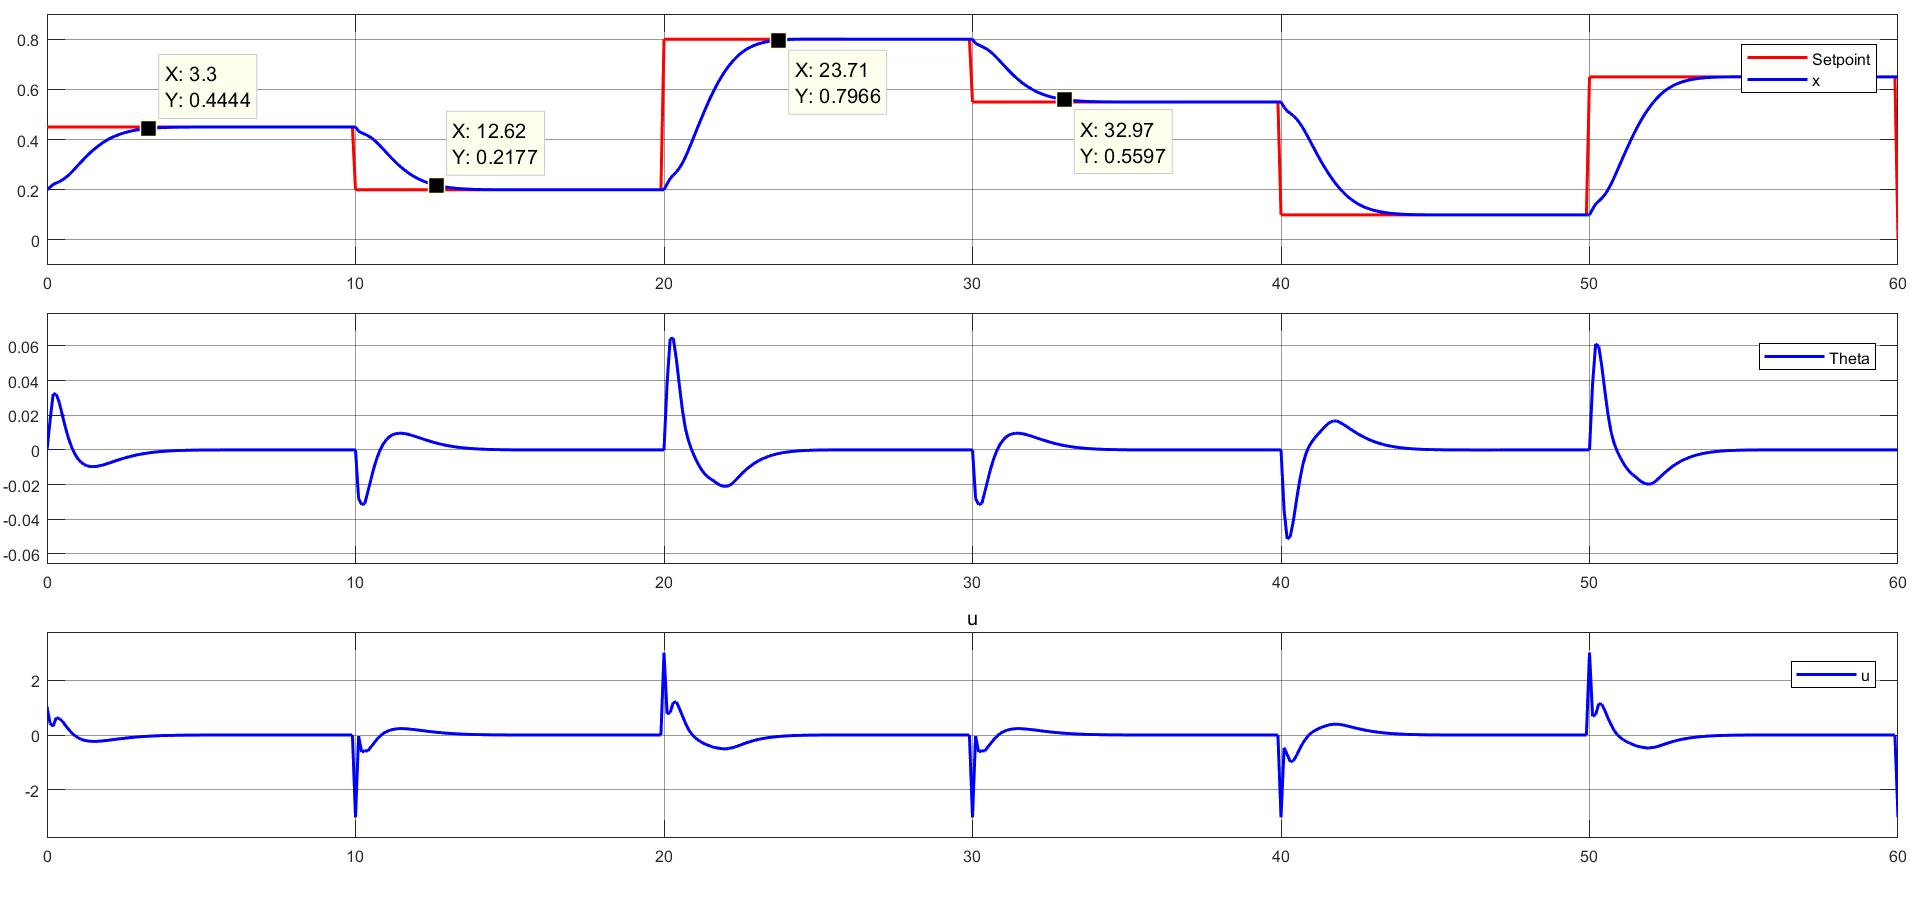 0.8
0.6
0.4
0.2
0
X: 3.3
Y: 0.4444
X: 12.62
Y: 0.2177
X: 23.71
Y: 0.7966
X: 32.97
Y: 0.5597
Setpoint
x
0 10 20 30 40 50 60
0.06
0.04
0.02
0
-0.02
-0.04
-0.06
Theta
0 10 20 30 40 50 60
u
2
0
-2
u
0 10 20 30 40 50 60